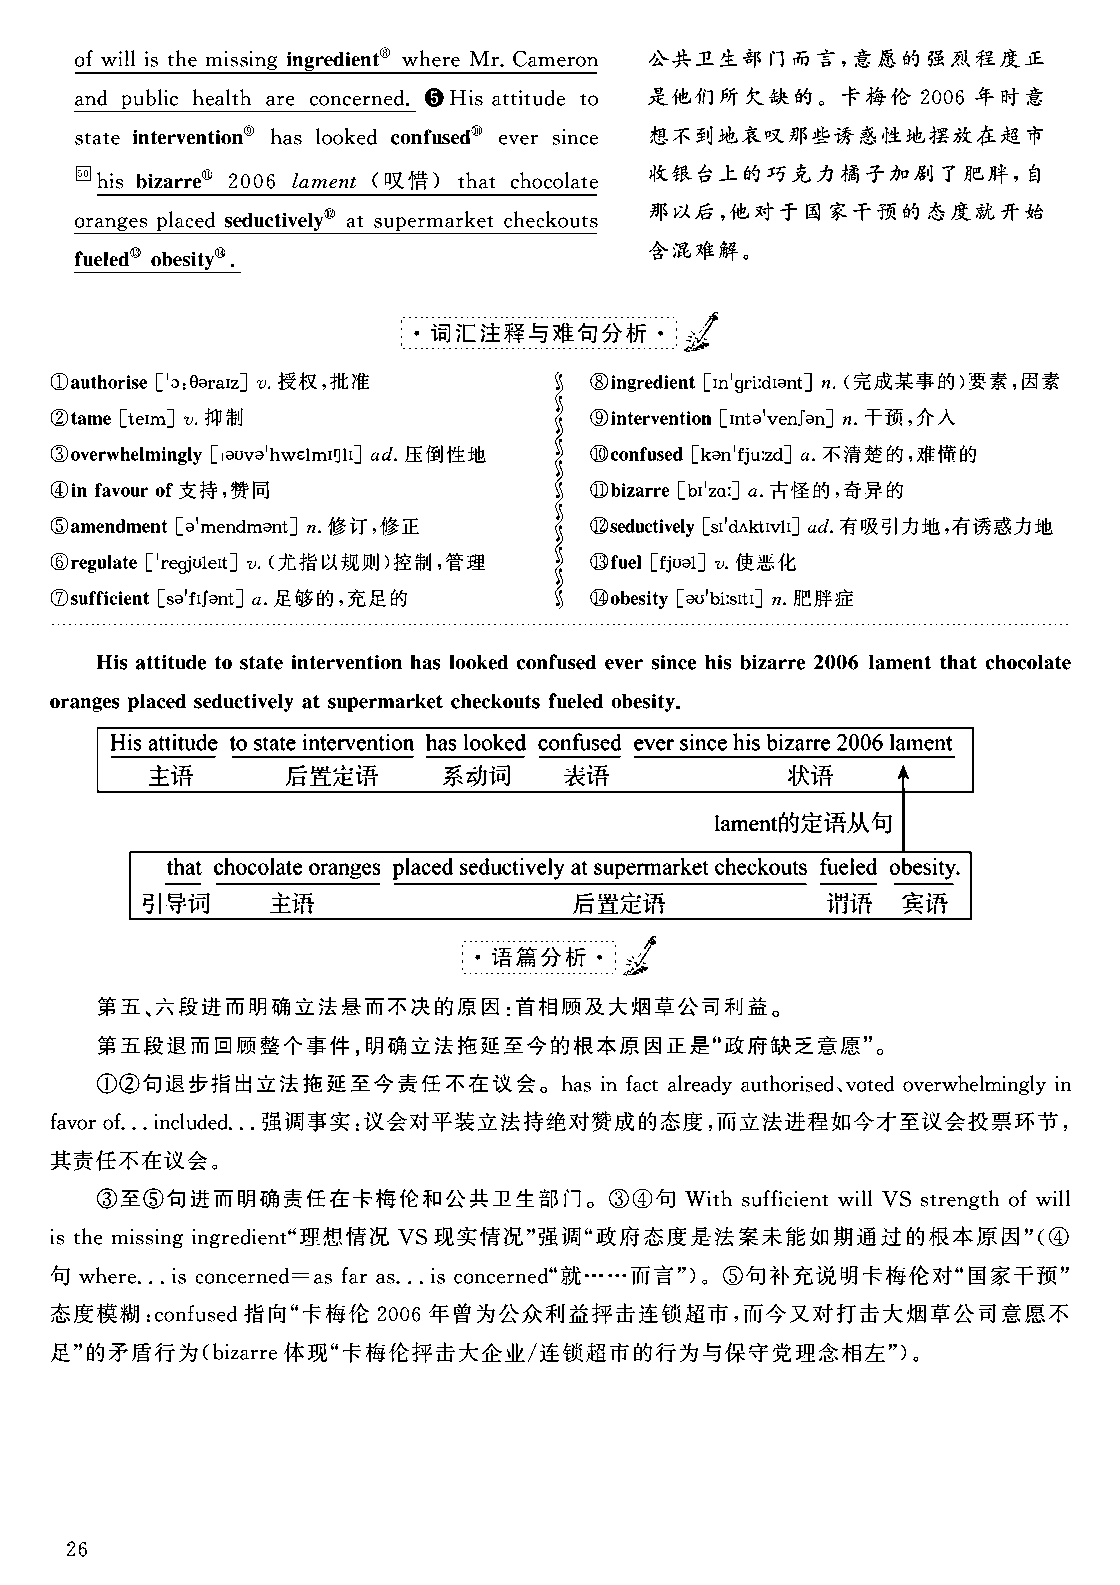 of will is the missing ingredient⑧ where Mr. Cameron
and public health are concerned. ❺His attitude to
state intervention⑨ has looked confused⑩ ever since
50 his bizarre⑪ 2006 lament（叹惜）that chocolate
oranges placed seductively⑫ at supermarket checkouts
fueled⑬ obesity⑭.
公共卫生部门而言,意愿的强烈程度正
是他们所欠缺的。卡梅伦 2006 年时意
想不到地哀叹那些诱惑性地摆放在超市
收银台上的巧克力橘子加剧了肥胖,自
那以后,他对于国家干预的态度就开始
含混难解。
·词汇注释与难句分析·
①authorise [ˈɔːθəraɪz] v. 授权,批准
②tame [teɪm] v. 抑制
③overwhelmingly [ˌəʊvəˈhwɛlmɪŋlɪ] ad. 压倒性地
④in favour of 支持,赞同
⑤amendment [əˈmendmənt] n. 修订,修正
⑥regulate [ˈreɡjʊleɪt] v. (尤指以规则)控制,管理
⑦sufficient [səˈfɪʃənt] a. 足够的,充足的
⑧ingredient [ɪnˈɡriːdɪənt] n. (完成某事的)要素,因素
⑨intervention [ɪntəˈvenʃən] n. 干预,介入
⑩confused [kənˈfjuːzd] a. 不清楚的,难懂的
⑪bizarre [bɪˈzɑː] a. 古怪的,奇异的
⑫seductively [sɪˈdʌktɪvlɪ] ad. 有吸引力地,有诱惑力地
⑬fuel [fjʊəl] v. 使恶化
⑭obesity [əʊˈbiːsɪtɪ] n. 肥胖症
His attitude to state intervention has looked confused ever since his bizarre 2006 lament that chocolate
oranges placed seductively at supermarket checkouts fueled obesity.
His attitude to state intervention has looked confused ever since his bizarre 2006 lament
主语 后置定语 系动词 表语 状语
lament的定语从句
that chocolate oranges placed seductively at supermarket checkouts fueled obesity.
引导词 主语 后置定语 谓语 宾语
·语篇分析·
第五、六段进而明确立法悬而不决的原因:首相顾及大烟草公司利益。
第五段退而回顾整个事件,明确立法拖延至今的根本原因正是“政府缺乏意愿”。
①②句退步指出立法拖延至今责任不在议会。has in fact already authorised、voted overwhelmingly in
favor of...included...强调事实:议会对平装立法持绝对赞成的态度,而立法进程如今才至议会投票环节,
其责任不在议会。
③至⑤句进而明确责任在卡梅伦和公共卫生部门。③④句 With sufficient will VS strength of will
is the missing ingredient“理想情况 VS 现实情况”强调“政府态度是法案未能如期通过的根本原因”(④
句 where...is concerned=as far as...is concerned“就……而言”)。⑤句补充说明卡梅伦对“国家干预”
态度模糊:confused 指向“卡梅伦 2006 年曾为公众利益抨击连锁超市,而今又对打击大烟草公司意愿不
足”的矛盾行为(bizarre 体现“卡梅伦抨击大企业/连锁超市的行为与保守党理念相左”)。
26